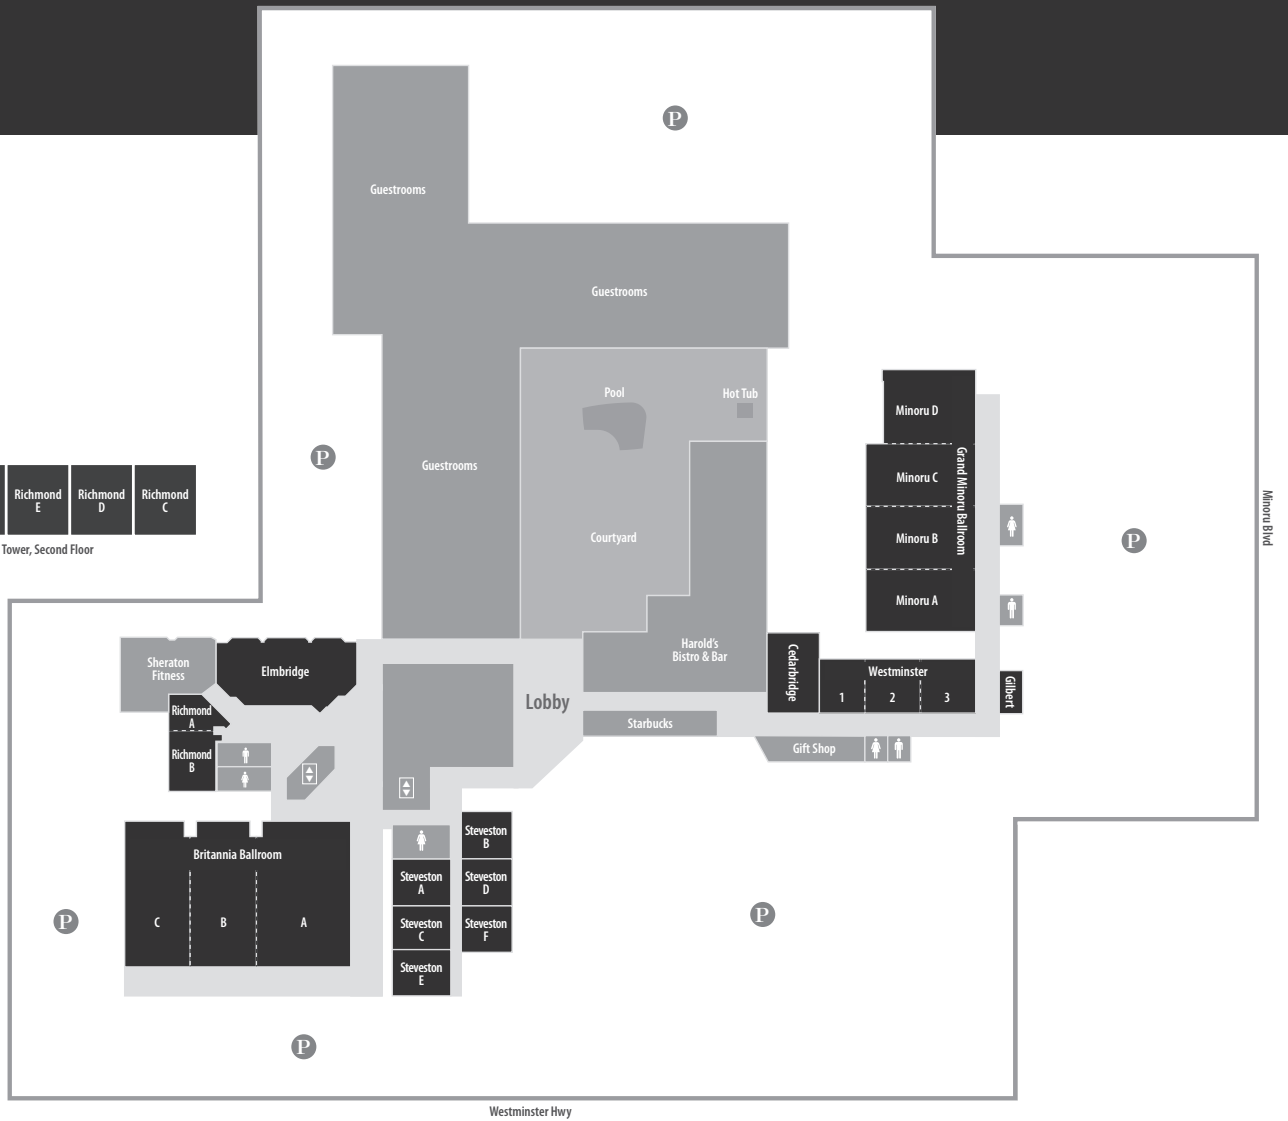 P
Guestrooms
Guestrooms
Pool
Hot Tub
Minoru D
Guestrooms
P
Minoru C
Grand Minoru Ballroom
Richmond
E
Richmond
D
Richmond
C
Tower, Second Floor
Courtyard
Minoru B
P
Minoru Blvd
Minoru A
Sheraton
Fitness
Elmbridge
Harold's
Bistro & Bar
Cedarbridge
Westminster
1
2
3
Gilbert
Lobby
Richmond
A
Starbucks
Richmond
B
Gift Shop
Britannia Ballroom
C
B
A
Steveston
B
Steveston
A
Steveston
D
Steveston
C
Steveston
F
Steveston
E
P
P
P
Westminster Hwy